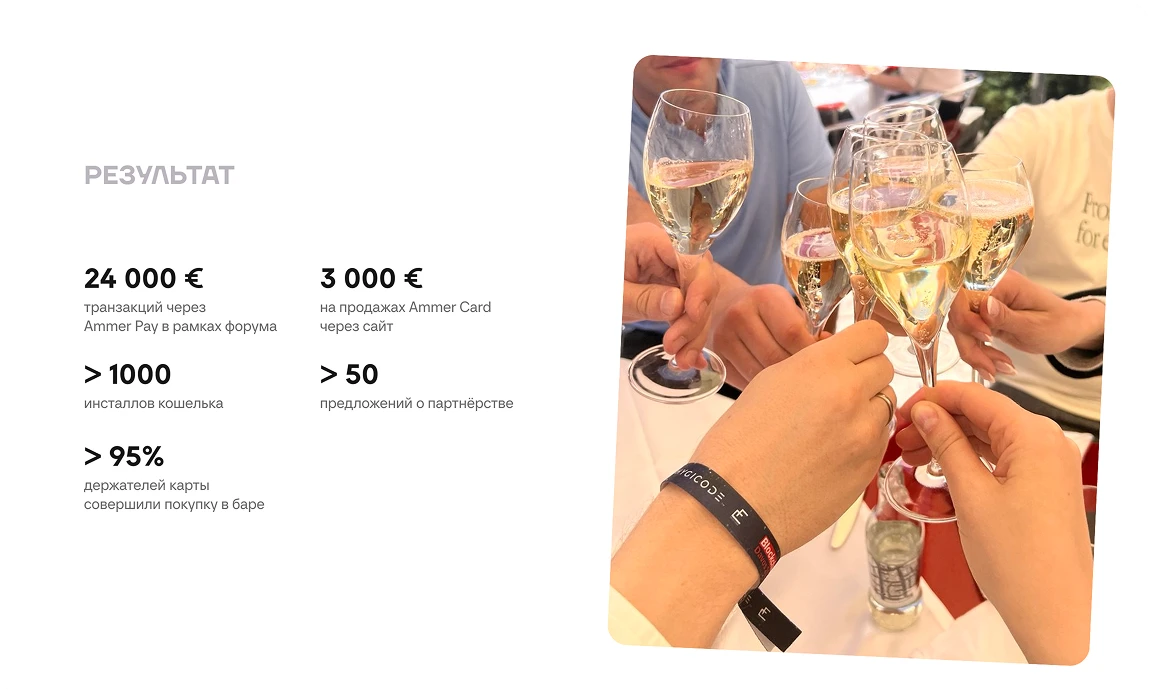 РЕЗУЛЬТАТ
24 000 €
транзакций через
Ammer Pay в рамках форума
3 000 €
на продажах Ammer Card
через сайт
> 1000
инсталлов кошелька
> 50
предложений о партнёрстве
> 95%
держателей карты
совершили покупку в баре
for